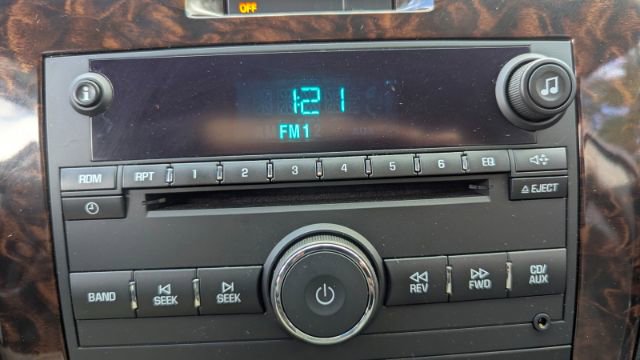 OFF
1:21
FM1
RDM RPT 1 2 3 4 5 6 EQ
EJECT
BAND SEEK SEEK REV FWD CD/
AUX